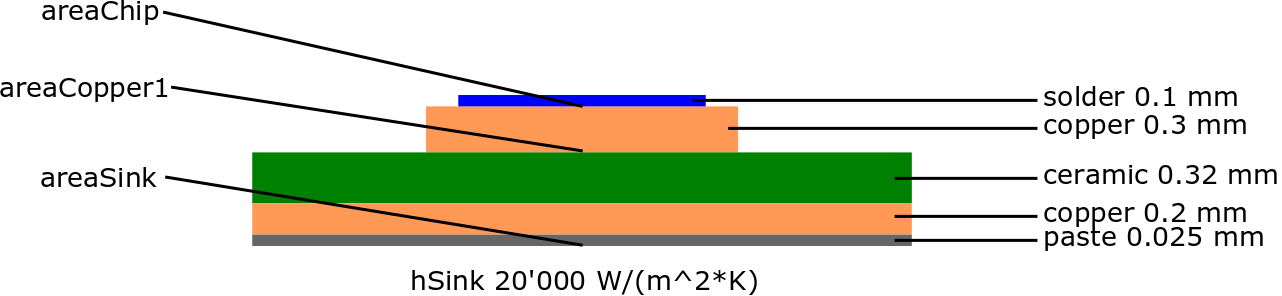 areaChip
areaCopper1
areaSink
solder 0.1 mm
copper 0.3 mm
ceramic 0.32 mm
copper 0.2 mm
paste 0.025 mm
hSink 20'000 W/(m^2*K)